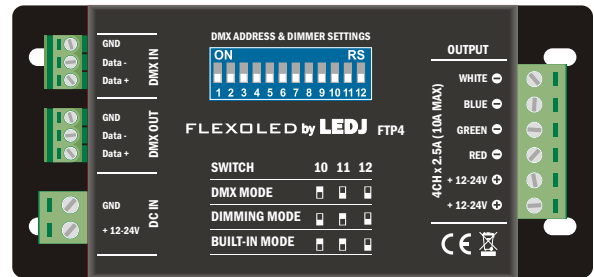 GND
Data -
Data +
DMX IN
GND
Data -
Data +
DMX OUT
GND
+ 12-24V
DC IN
DMX ADDRESS & DIMMER SETTINGS
ON RS
1 2 3 4 5 6 7 8 9 10 11 12
FLEXOLED by LEDJ FTP4
SWITCH 10 11 12
DMX MODE
DIMMING MODE
BUILT-IN MODE
OUTPUT
4CH x 2.5A (10A MAX)
WHITE ⊖
BLUE ⊖
GREEN ⊖
RED ⊖
+ 12-24V ⊕
+ 12-24V ⊕
CE